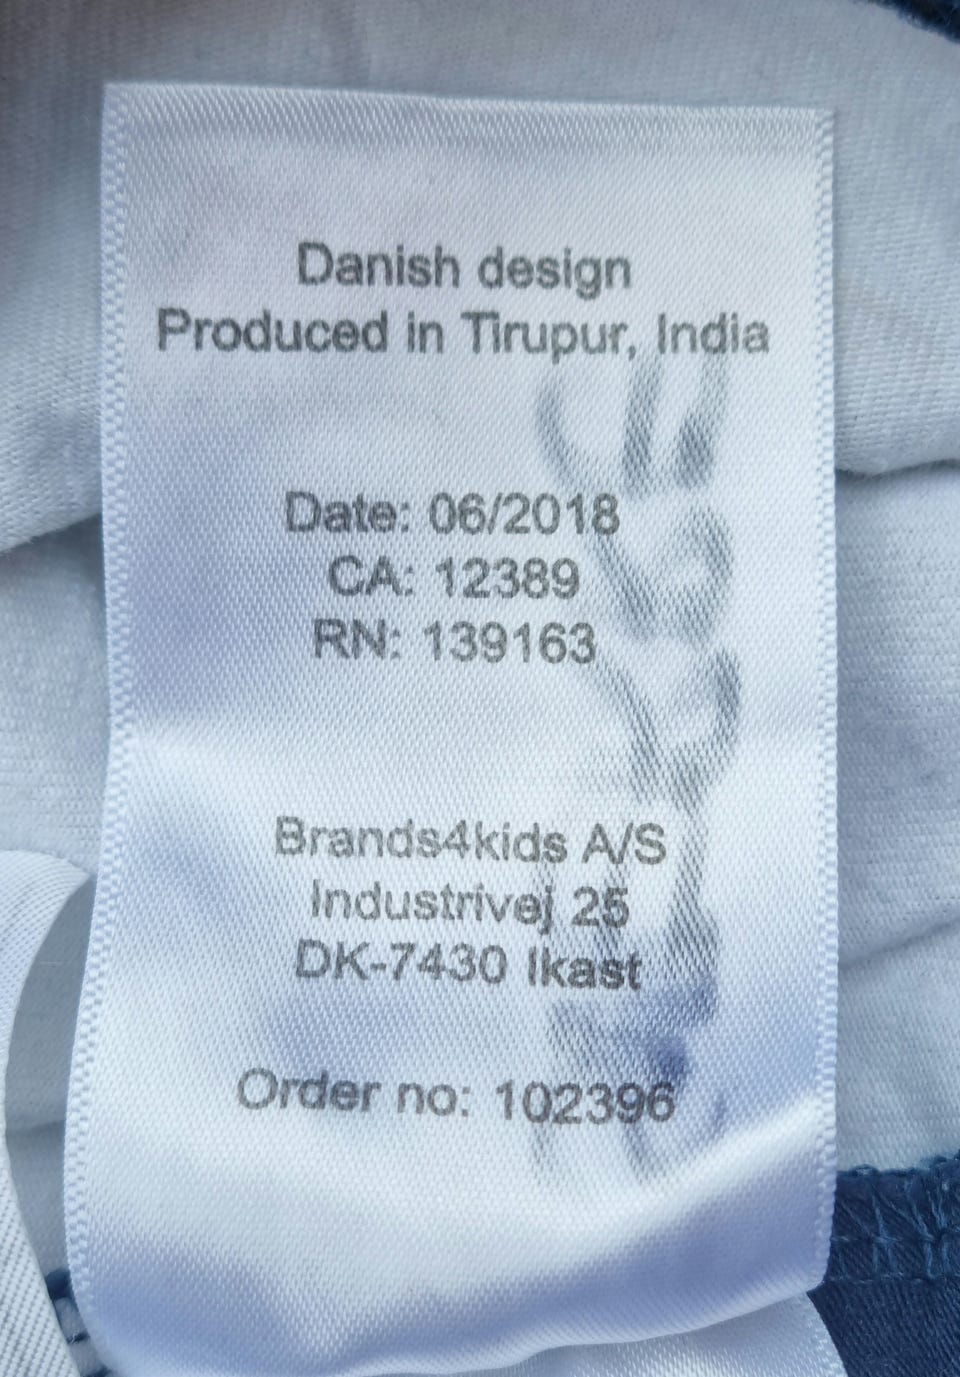 Danish design
Produced in Tirupur, India
Date: 06/2018
CA: 12389
RN: 139163
Brands4kids A/S
Industrivej 25
DK-7430 Ikast
Order no: 102396